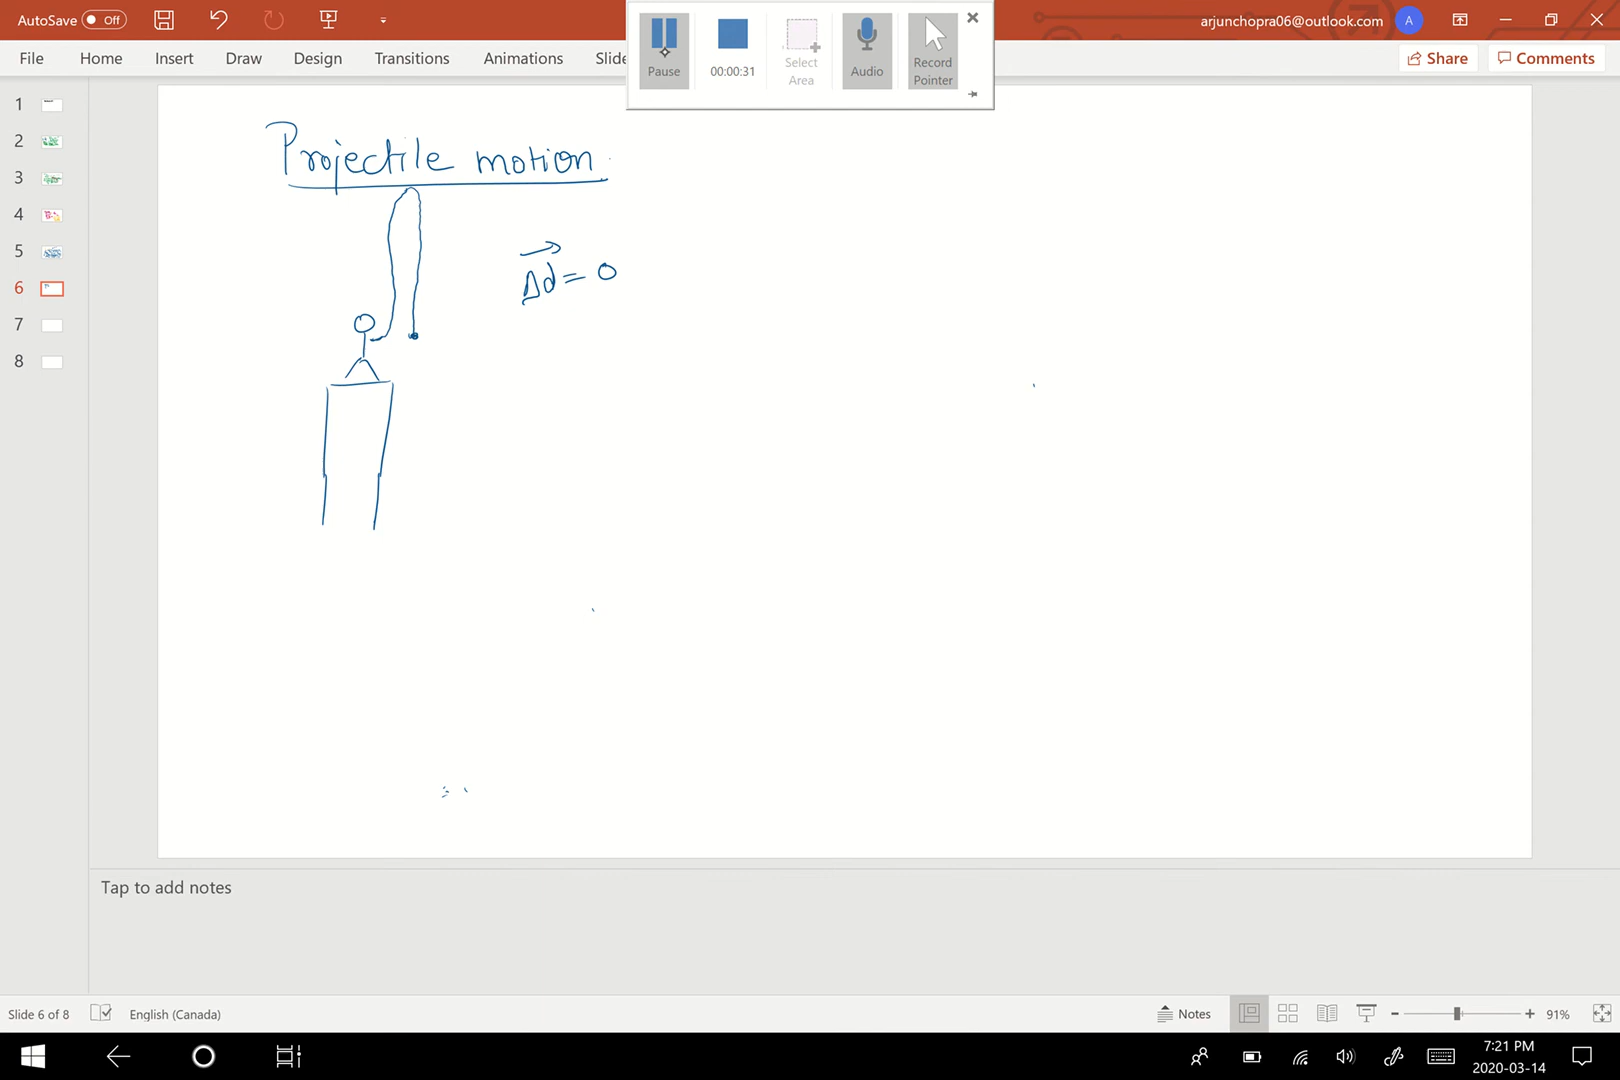 AutoSave Off
arjunchopra06@outlook.com A
File Home Insert Draw Design Transitions Animations Slide
Pause 00:00:31 Select Area Audio Record Pointer
Share Comments
1
2
3
4
5
6
7
8
Projectile motion
Δd = 0
Tap to add notes
Slide 6 of 8 English (Canada) Notes 91%
7:21 PM
2020-03-14